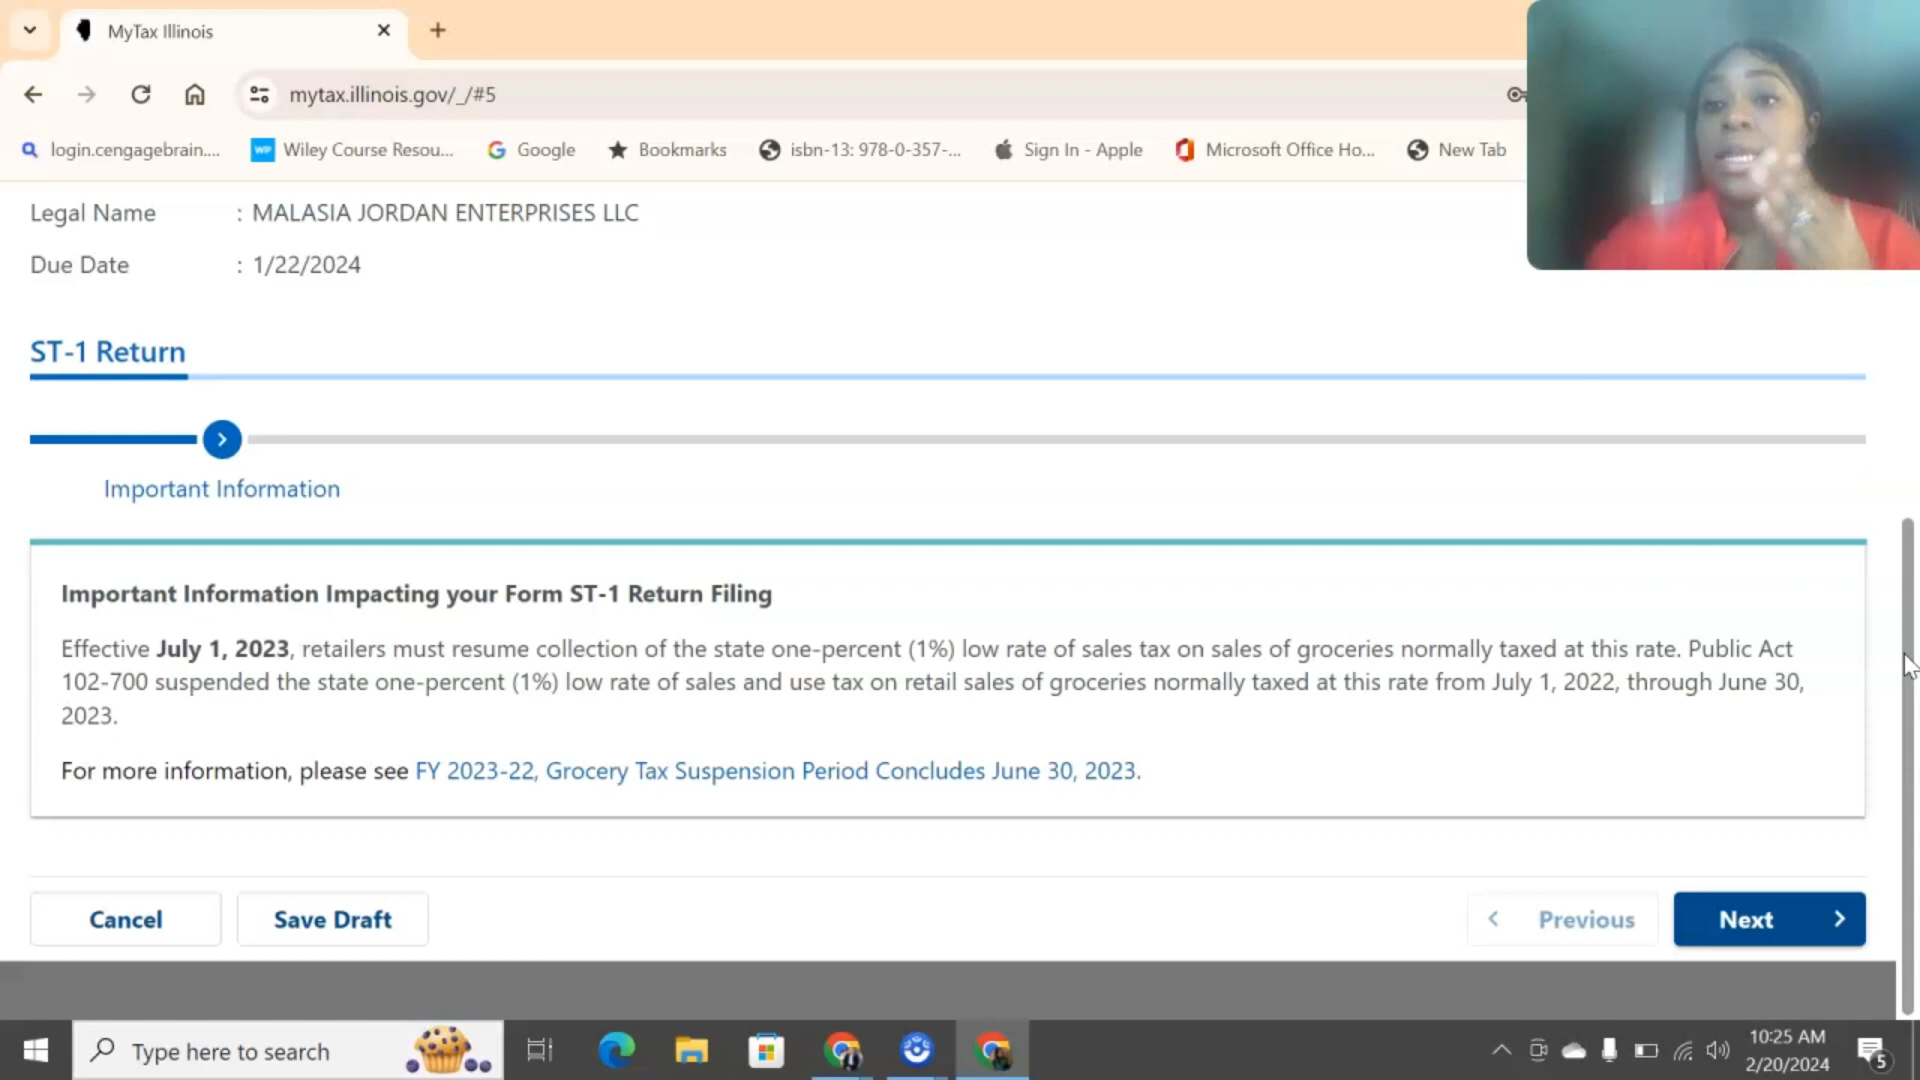 MyTax Illinois
mytax.illinois.gov/_/#5
login.cengagebrain....
WP
Wiley Course Resou...
Google
Bookmarks
isbn-13: 978-0-357-...
Sign In - Apple
Microsoft Office Ho...
New Tab
Legal Name : MALASIA JORDAN ENTERPRISES LLC
Due Date : 1/22/2024
ST-1 Return
Important Information
Important Information Impacting your Form ST-1 Return Filing
Effective July 1, 2023, retailers must resume collection of the state one-percent (1%) low rate of sales tax on sales of groceries normally taxed at this rate. Public Act
102-700 suspended the state one-percent (1%) low rate of sales and use tax on retail sales of groceries normally taxed at this rate from July 1, 2022, through June 30,
2023.
For more information, please see FY 2023-22, Grocery Tax Suspension Period Concludes June 30, 2023.
Cancel
Save Draft
Previous
Next
Type here to search
10:25 AM
2/20/2024
5